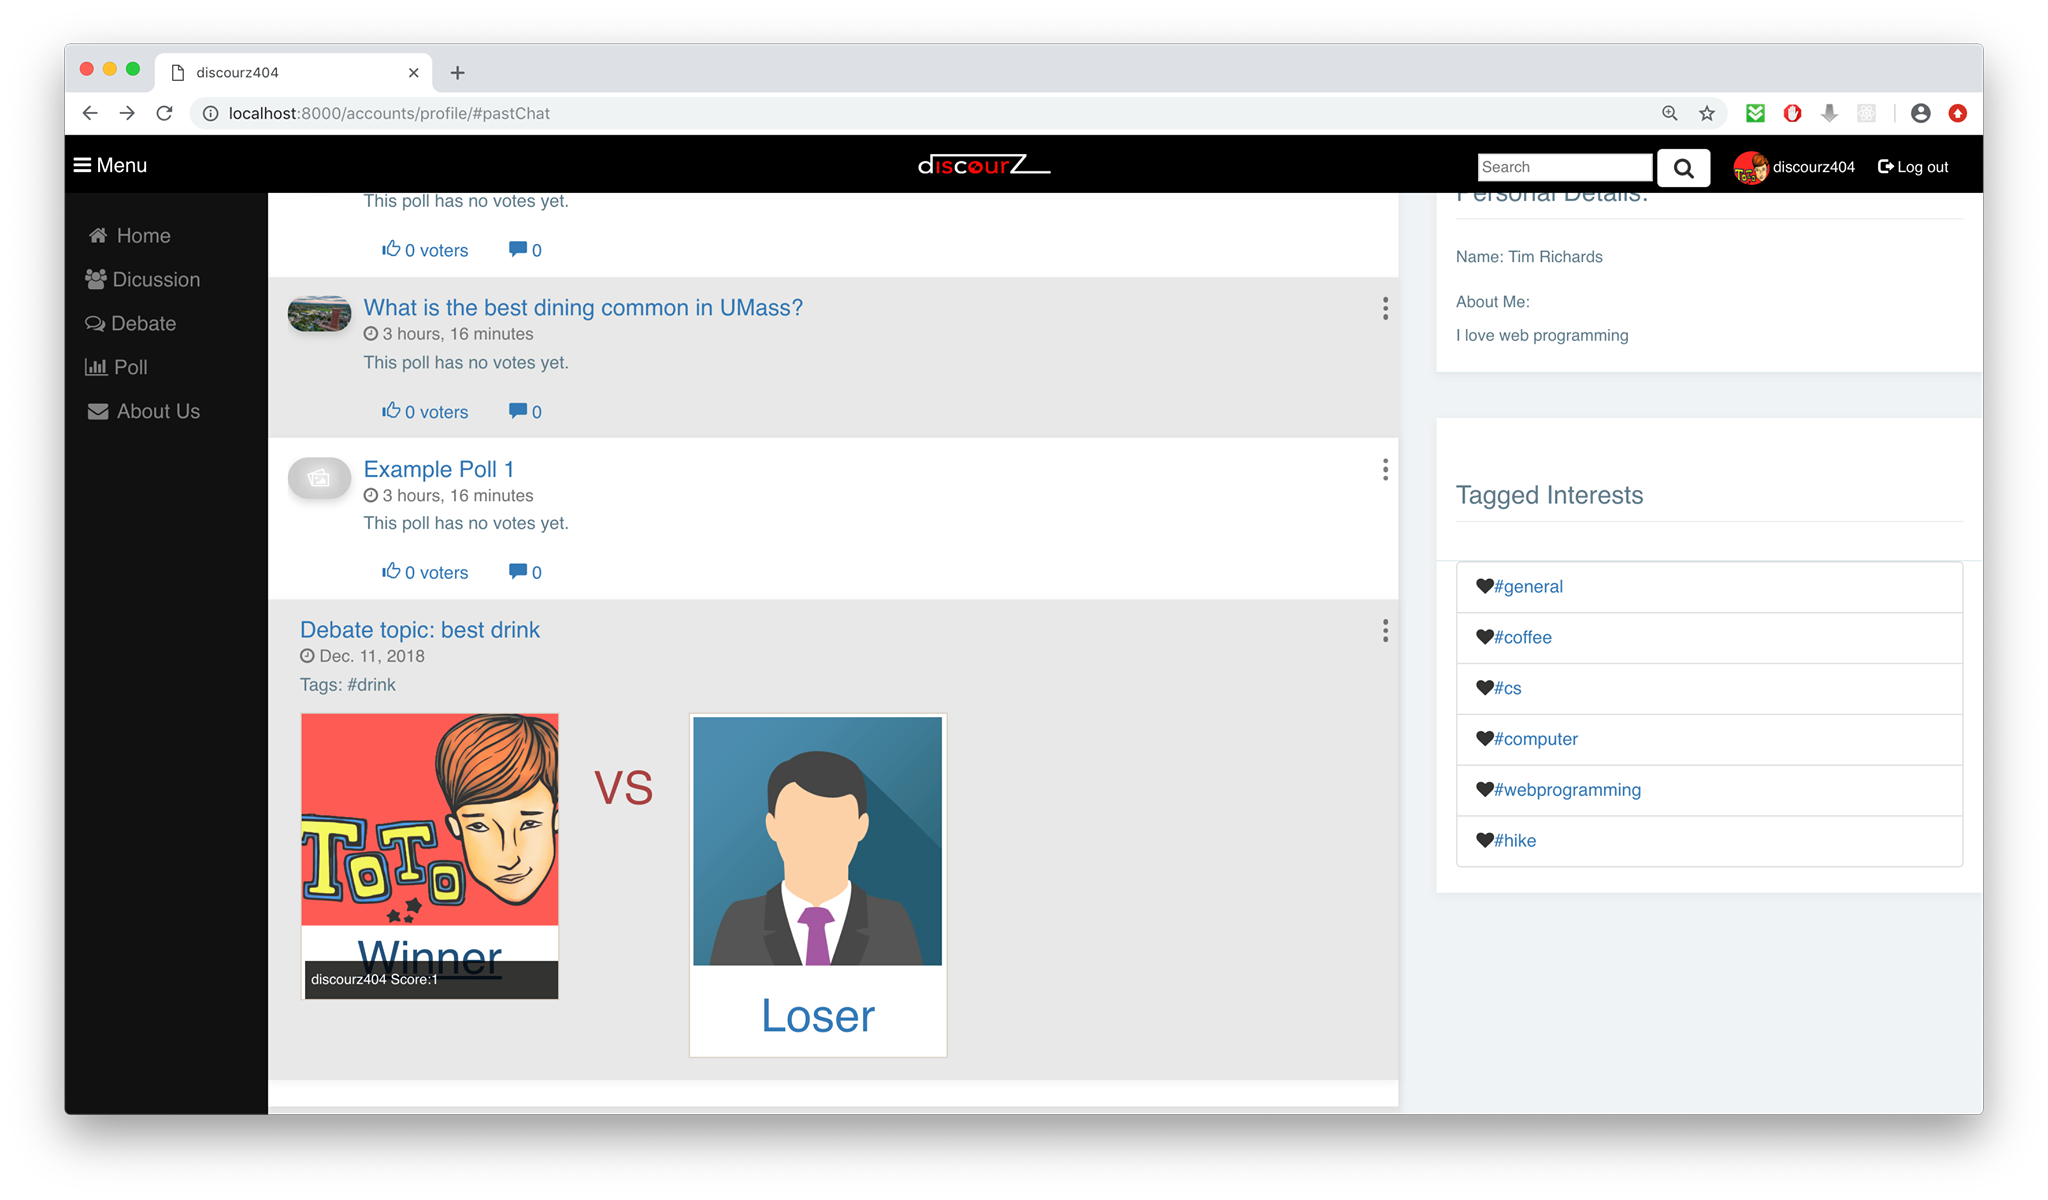 discourz404
localhost:8000/accounts/profile/#pastChat
Menu
discourZ
Search
discourz404
Log out
Home
Dicussion
Debate
Poll
About Us
This poll has no votes yet.
0 voters 0
What is the best dining common in UMass?
3 hours, 16 minutes
This poll has no votes yet.
0 voters 0
Example Poll 1
3 hours, 16 minutes
This poll has no votes yet.
0 voters 0
Debate topic: best drink
Dec. 11, 2018
Tags: #drink
ToTo
Winner
discourz404 Score:1
VS
Loser
Personal Details:
Name: Tim Richards
About Me:
I love web programming
Tagged Interests
#general
#coffee
#cs
#computer
#webprogramming
#hike